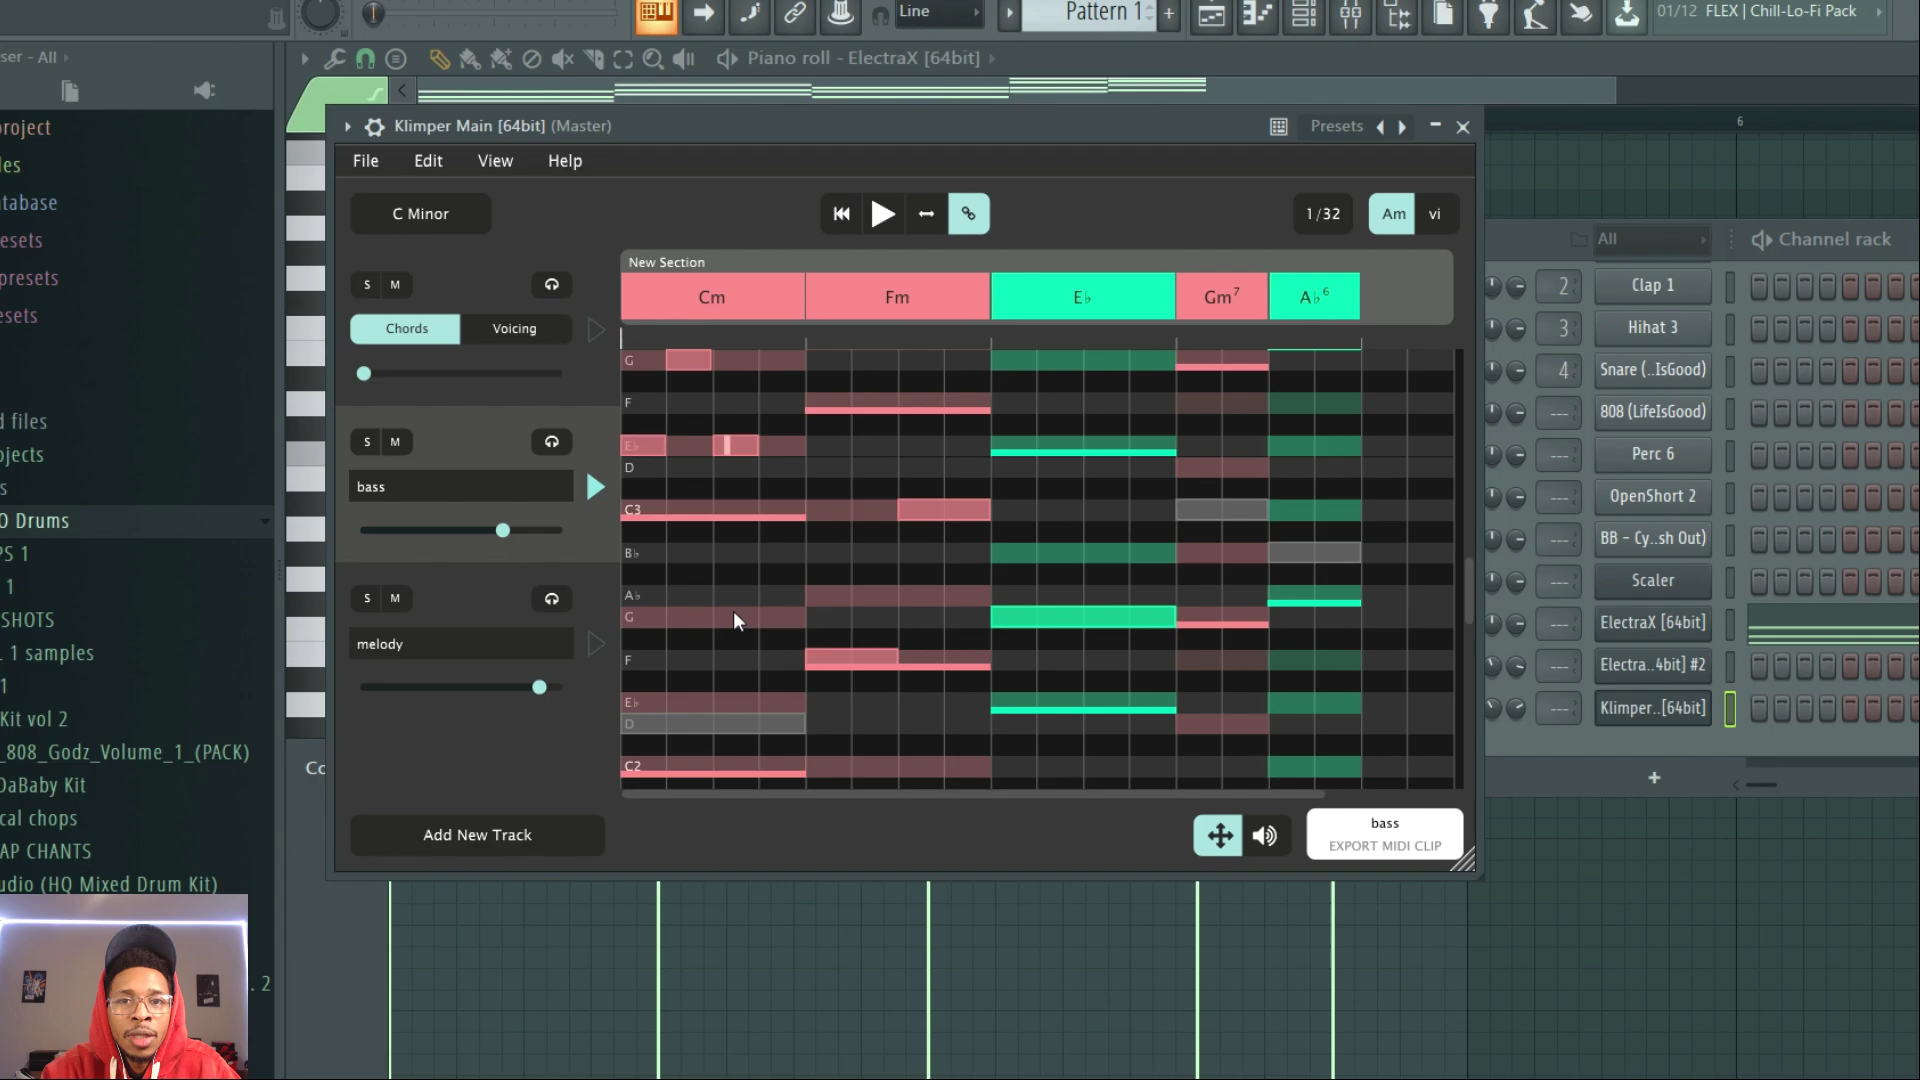 Line
Pattern 1
+
01/12 FLEX | Chill-Lo-Fi Pack
ser - All
Piano roll - ElectraX [64bit]
roject
les
atabase
esets
presets
esets
d files
ojects
s
O Drums
PS 1
1
SHOTS
1 samples
1
Kit vol 2
_808_Godz_Volume_1_(PACK)
DaBaby Kit
cal chops
AP CHANTS
udio (HQ Mixed Drum Kit)
. 2
Co
Klimper Main [64bit] (Master)
Presets
File Edit View Help
C Minor
1/32
Am
vi
New Section
Cm
Fm
E♭
Gm7
A♭6
S M
Chords
Voicing
S M
bass
S M
melody
Add New Track
G
F
E♭
D
C3
B♭
A♭
G
F
E♭
D
C2
bass
EXPORT MIDI CLIP
6
All
Channel rack
2 Clap 1
3 Hihat 3
4 Snare (..IsGood)
--- 808 (LifeIsGood)
--- Perc 6
--- OpenShort 2
--- BB - Cy..sh Out)
--- Scaler
--- ElectraX [64bit]
--- Electra..4bit] #2
--- Klimper..[64bit]
+